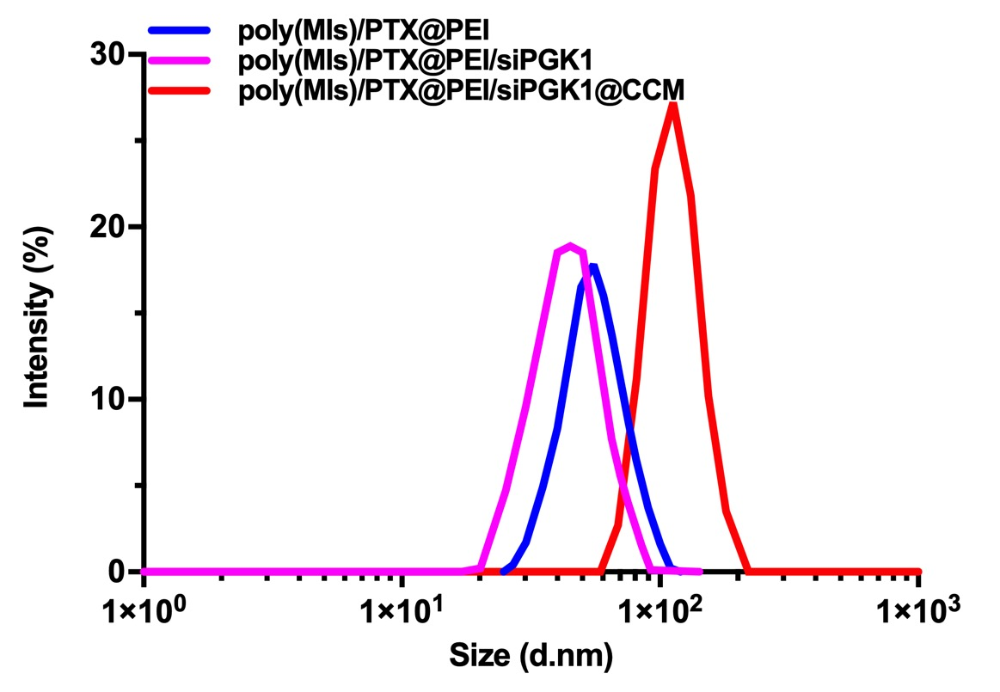 poly(MIs)/PTX@PEI
poly(MIs)/PTX@PEI/siPGK1
poly(MIs)/PTX@PEI/siPGK1@CCM
30
20
10
0
Intensity (%)
1×10⁰ 1×10¹ 1×10² 1×10³
Size (d.nm)